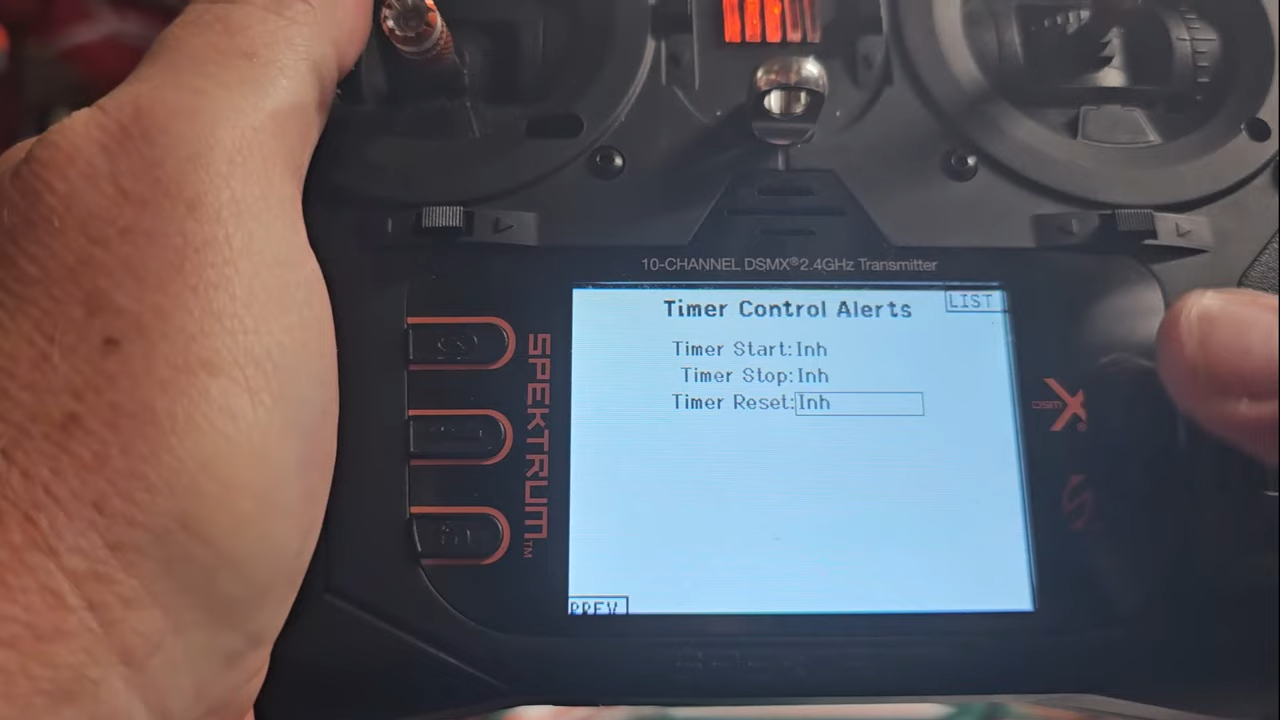 10-CHANNEL DSMX® 2.4GHz Transmitter
Timer Control Alerts
LIST
Timer Start: Inh
Timer Stop: Inh
Timer Reset: Inh
PREV
SPEKTRUM™
DSM X®